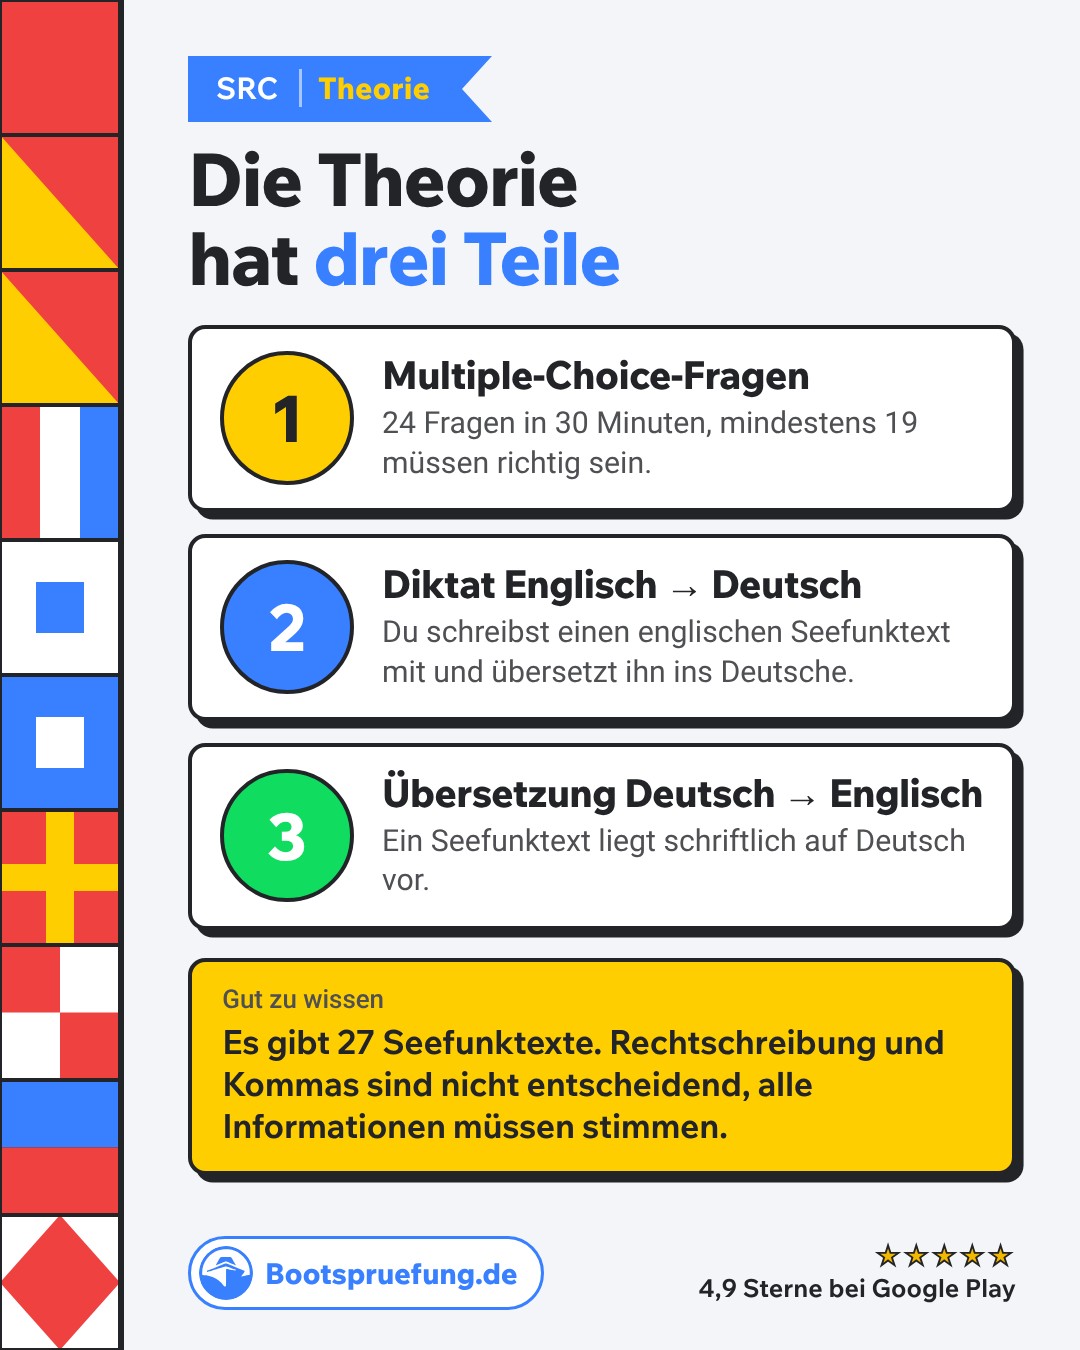 SRC | Theorie
Die Theorie
hat drei Teile
1
Multiple-Choice-Fragen
24 Fragen in 30 Minuten, mindestens 19
müssen richtig sein.
2
Diktat Englisch → Deutsch
Du schreibst einen englischen Seefunktext
mit und übersetzt ihn ins Deutsche.
3
Übersetzung Deutsch → Englisch
Ein Seefunktext liegt schriftlich auf Deutsch
vor.
Gut zu wissen
Es gibt 27 Seefunktexte. Rechtschreibung und
Kommas sind nicht entscheidend, alle
Informationen müssen stimmen.
Bootspruefung.de
★★★★★
4,9 Sterne bei Google Play